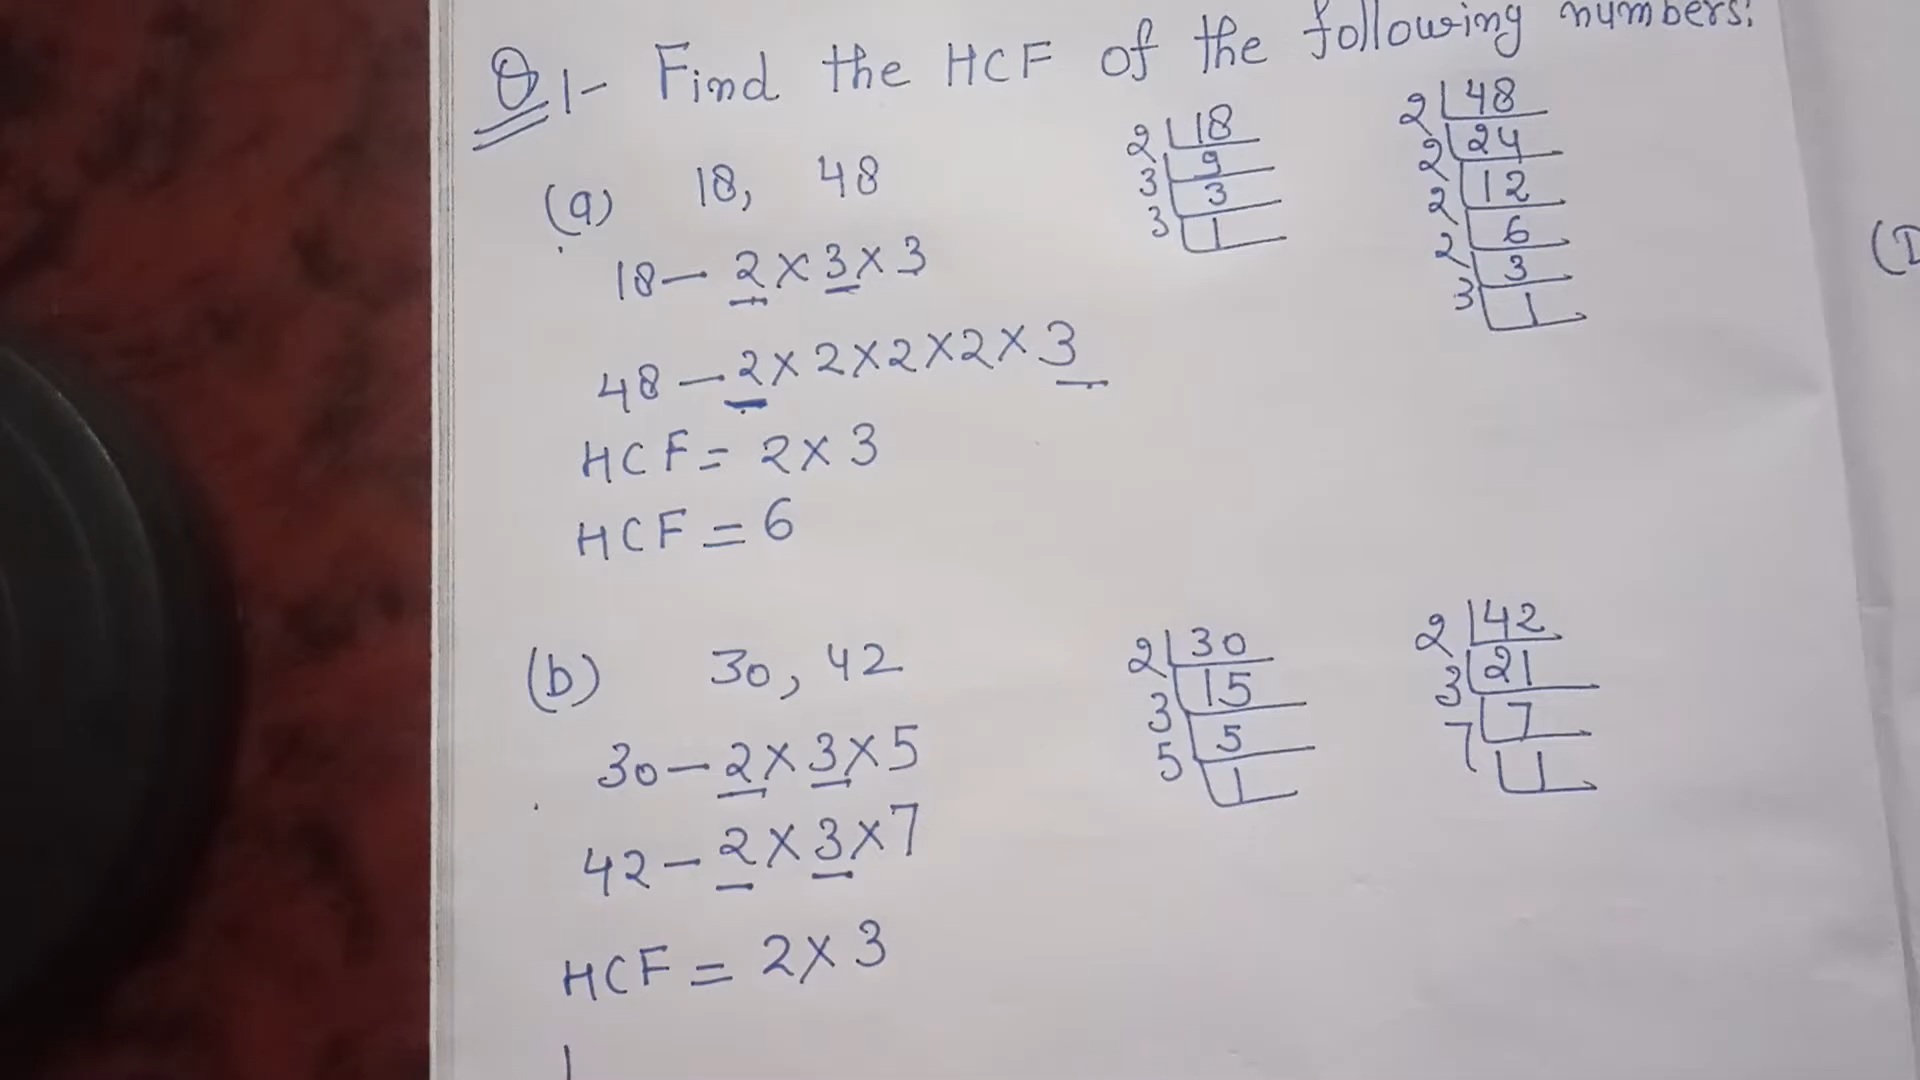 Q1- Find the HCF of the following numbers:
(a) 18, 48
18 — 2 × 3 × 3
48 — 2 × 2 × 2 × 2 × 3
HCF = 2 × 3
HCF = 6
2 | 18
3 | 9
3 | 3
1
2 | 48
2 | 24
2 | 12
2 | 6
3 | 3
1
(b) 30, 42
30 — 2 × 3 × 5
42 — 2 × 3 × 7
HCF = 2 × 3
2 | 30
3 | 15
5 | 5
1
2 | 42
3 | 21
7 | 7
1